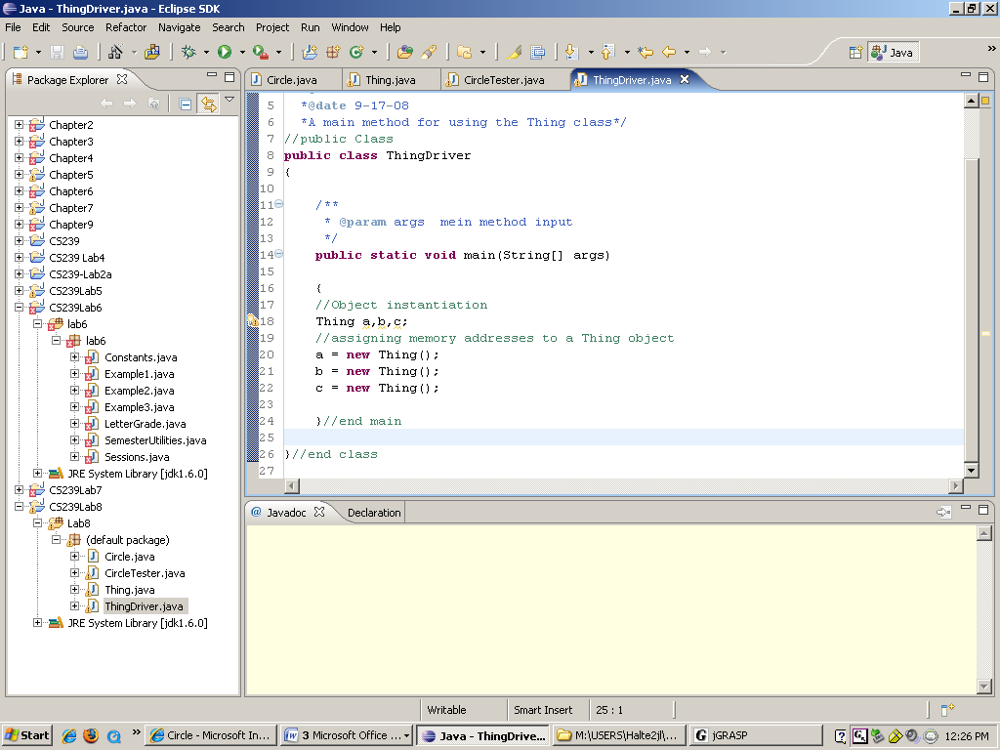 Java - ThingDriver.java - Eclipse SDK
File Edit Source Refactor Navigate Search Project Run Window Help
Java
»
Package Explorer
Circle.java Thing.java CircleTester.java ThingDriver.java
Chapter2
Chapter3
Chapter4
Chapter5
Chapter6
Chapter7
Chapter9
CS239
CS239 Lab4
CS239-Lab2a
CS239Lab5
CS239Lab6
lab6
lab6
Constants.java
Example1.java
Example2.java
Example3.java
LetterGrade.java
SemesterUtilities.java
Sessions.java
JRE System Library [jdk1.6.0]
CS239Lab7
CS239Lab8
Lab8
(default package)
Circle.java
CircleTester.java
Thing.java
ThingDriver.java
JRE System Library [jdk1.6.0]
5 *@date 9-17-08
6 *A main method for using the Thing class*/
7 //public Class
8 public class ThingDriver
9 {
10
11 /**
12 * @param args mein method input
13 */
14 public static void main(String[] args)
15
16 {
17 //Object instantiation
18 Thing a,b,c;
19 //assigning memory addresses to a Thing object
20 a = new Thing();
21 b = new Thing();
22 c = new Thing();
23
24 }//end main
25
26 }//end class
27
@ Javadoc Declaration
Writable Smart Insert 25 : 1
Start » Circle - Microsoft In... 3 Microsoft Office ... Java - ThingDrive... M:\USERS\Halte2jl\... jGRASP 12:26 PM